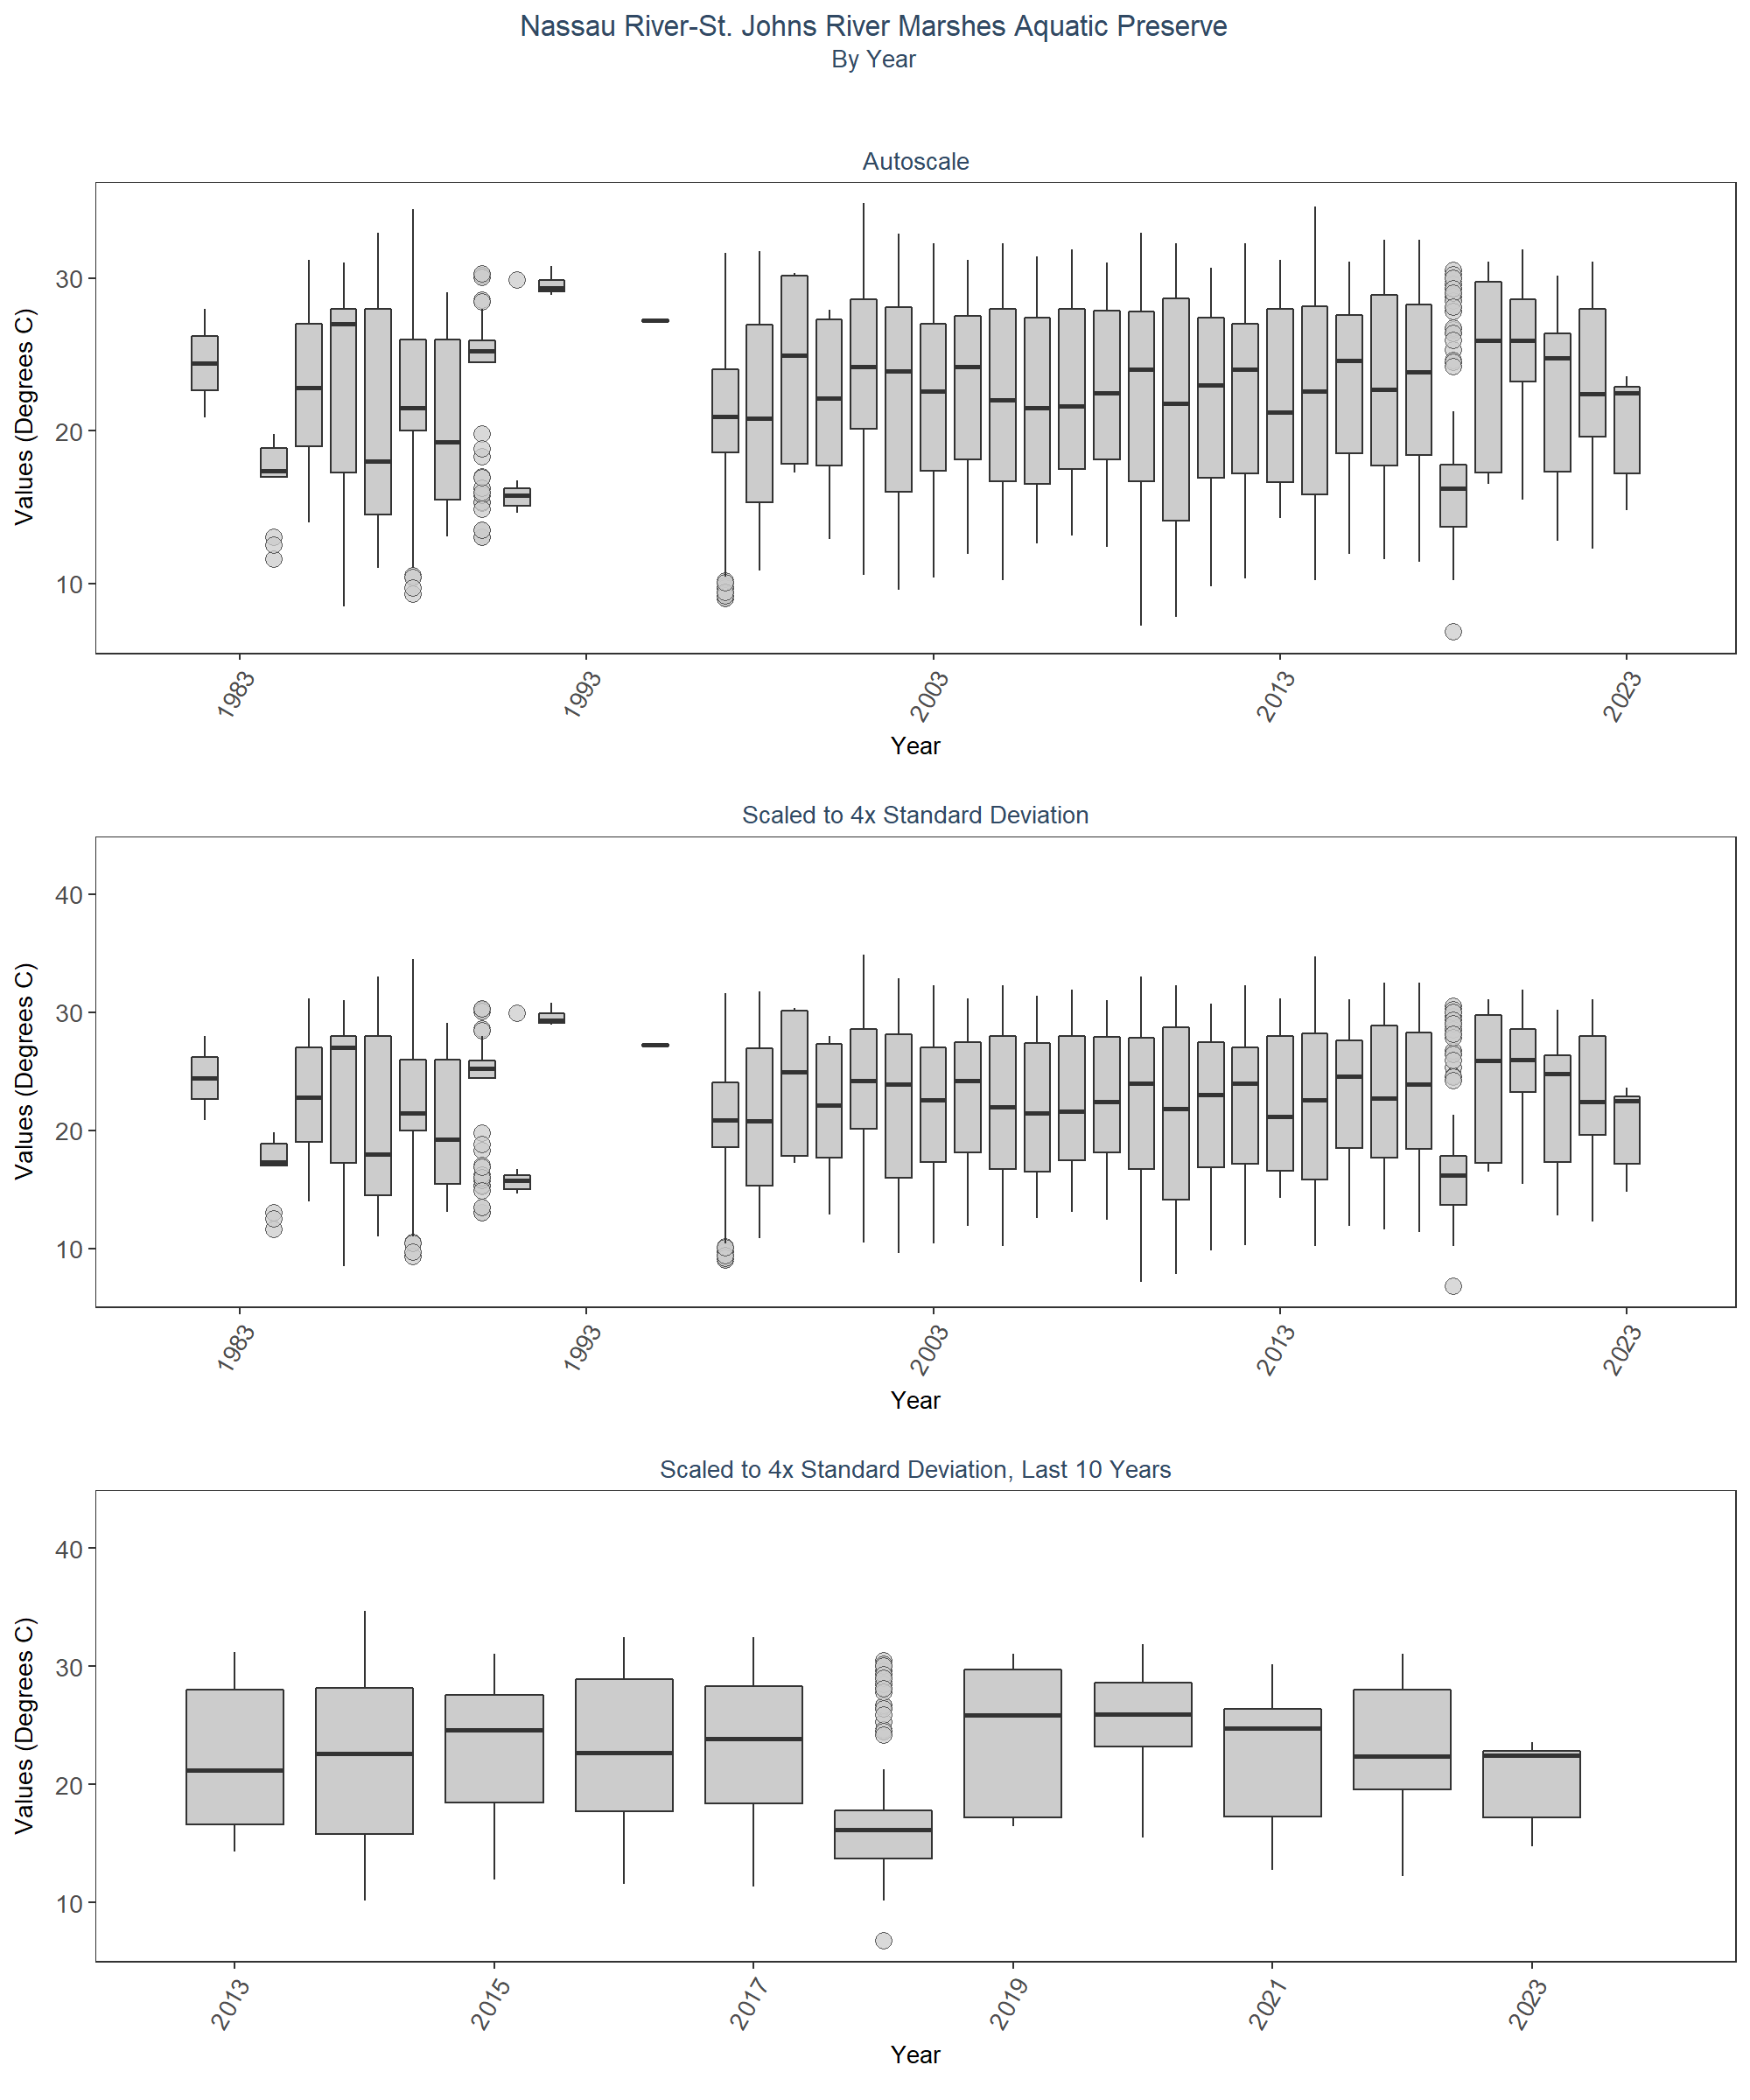 Nassau River-St. Johns River Marshes Aquatic Preserve
By Year
Autoscale
Values (Degrees C)
30
20
10
1983
1993
2003
2013
2023
Year
Scaled to 4x Standard Deviation
Values (Degrees C)
40
30
20
10
1983
1993
2003
2013
2023
Year
Scaled to 4x Standard Deviation, Last 10 Years
Values (Degrees C)
40
30
20
10
2013
2015
2017
2019
2021
2023
Year